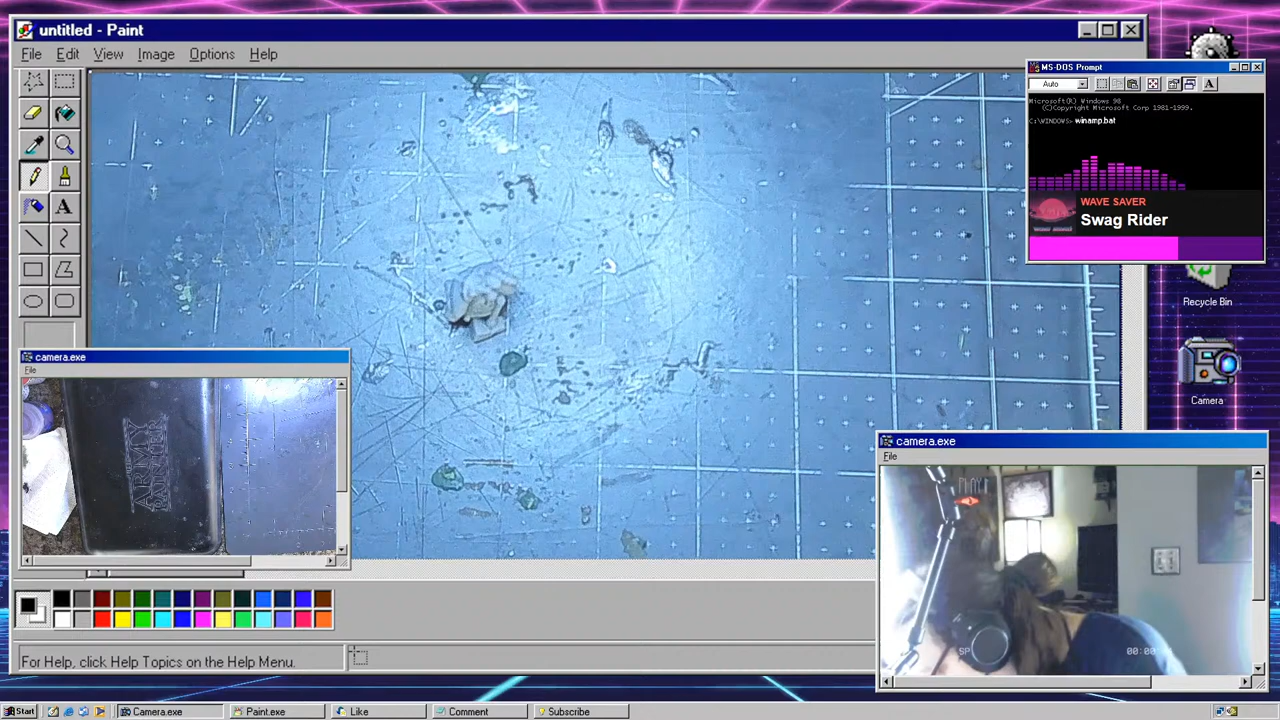 untitled - Paint
File Edit View Image Options Help
MS-DOS Prompt
Auto
A
Microsoft(R) Windows 98
(C)Copyright Microsoft Corp 1981-1999.
C:\WINDOWS> winamp.bat
WAVE SAVER
Swag Rider
A
Recycle Bin
camera.exe
File
ARMY
Camera
camera.exe
File
PLAY
SP
For Help, click Help Topics on the Help Menu.
Start
Camera.exe
Paint.exe
Like
Comment
Subscribe